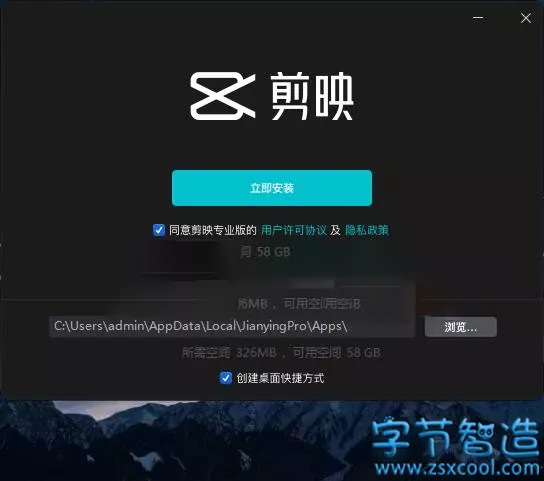 剪映
立即安装
同意剪映专业版的 用户许可协议 及 隐私政策
58 GB
6MB，可用空间用空间B
C:\Users\admin\AppData\Local\JianyingPro\Apps\
浏览...
所需空间 326MB，可用空间 58 GB
创建桌面快捷方式
字节智造
www.zsxcool.com